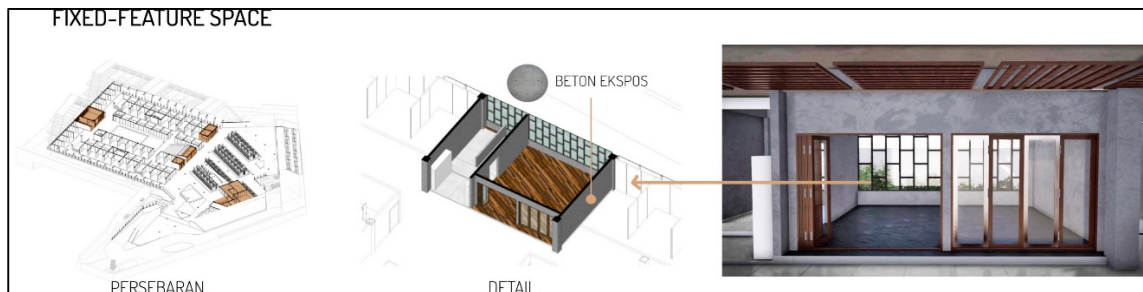 FIXED-FEATURE SPACE
BETON EKSPOS
PERSEBARAN
DETAIL